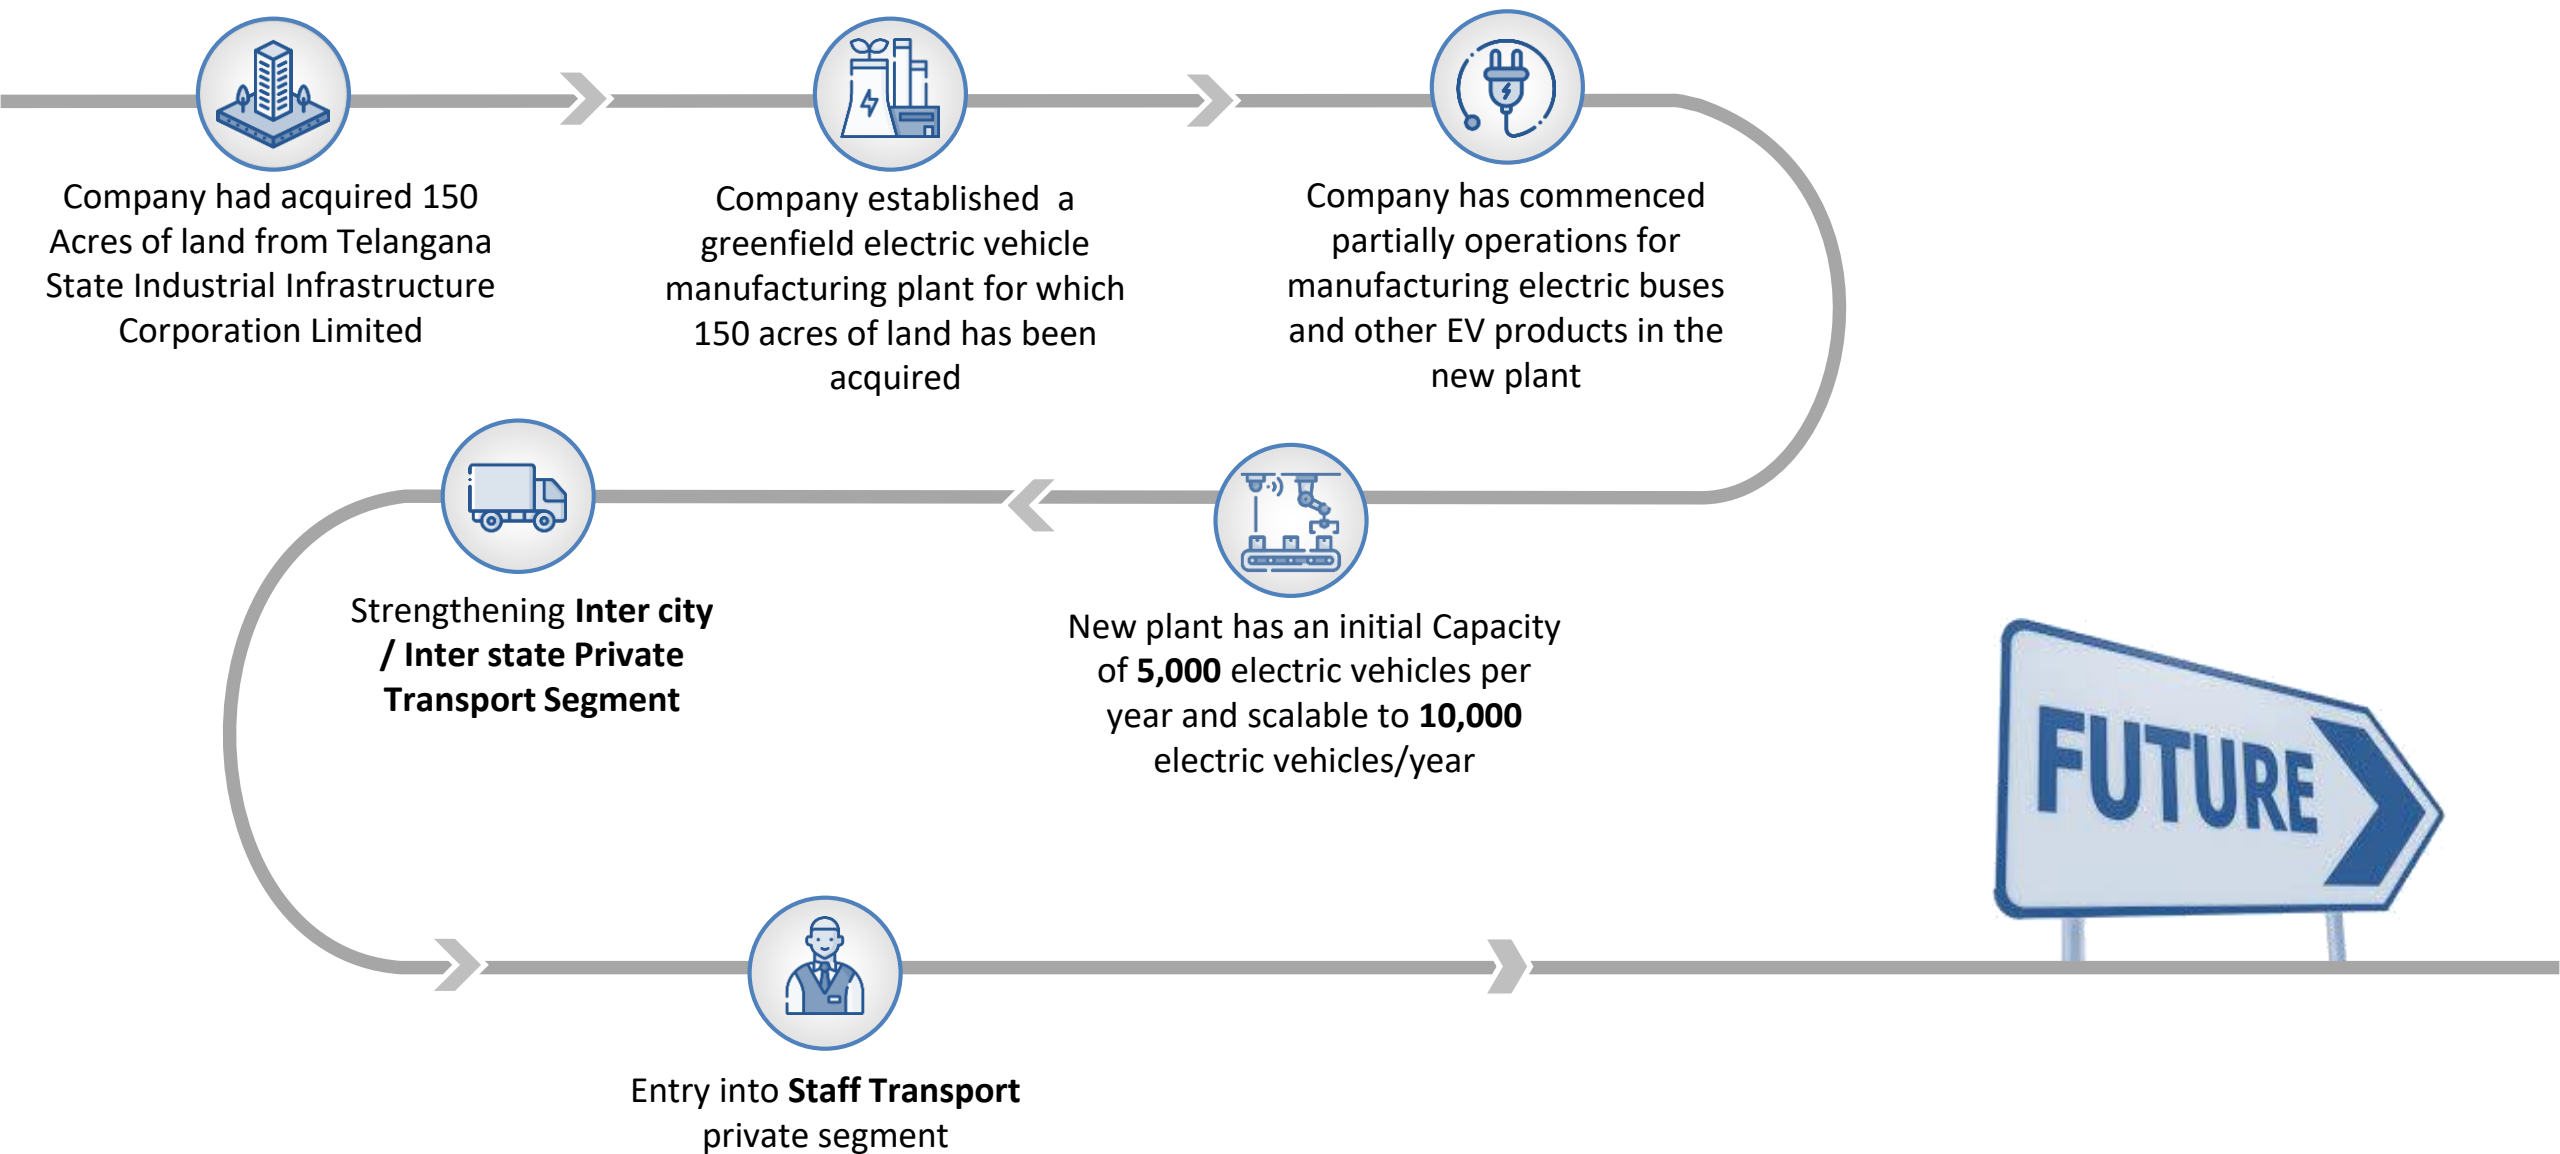 Company had acquired 150
Acres of land from Telangana
State Industrial Infrastructure
Corporation Limited
Company established a
greenfield electric vehicle
manufacturing plant for which
150 acres of land has been
acquired
Company has commenced
partially operations for
manufacturing electric buses
and other EV products in the
new plant
New plant has an initial Capacity
of 5,000 electric vehicles per
year and scalable to 10,000
electric vehicles/year
Strengthening Inter city
/ Inter state Private
Transport Segment
Entry into Staff Transport
private segment
FUTURE